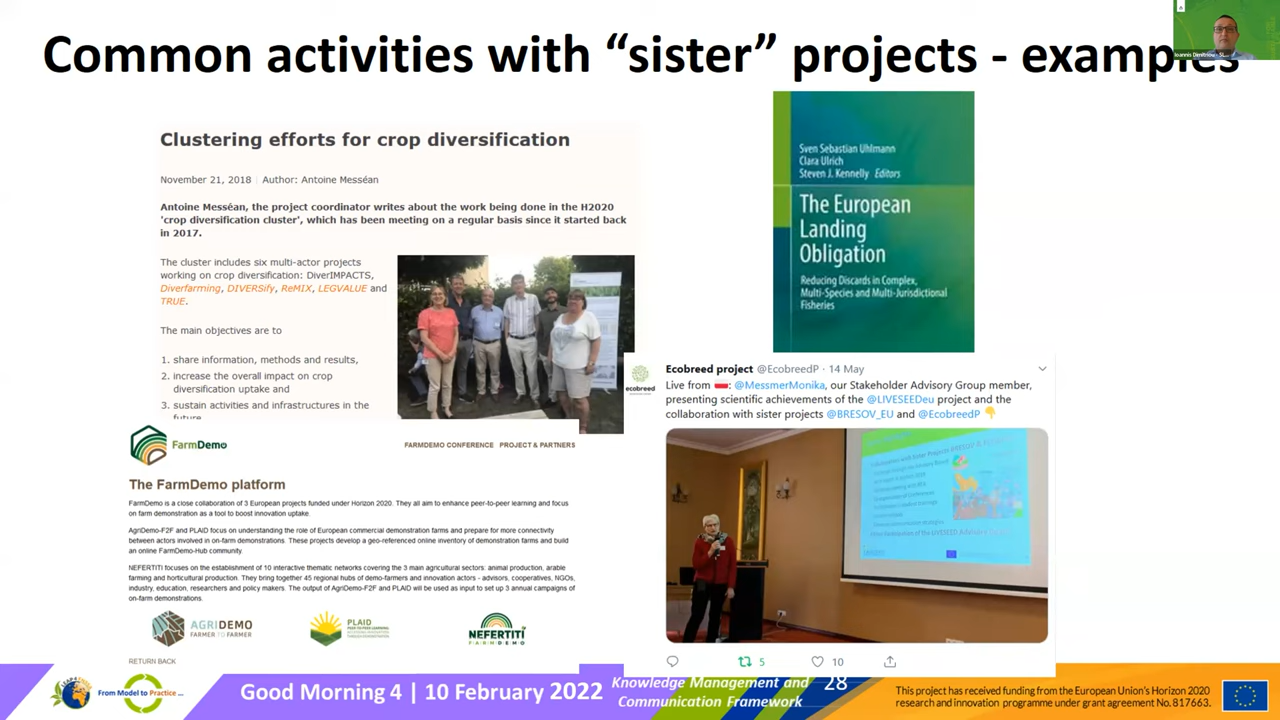 Common activities with “sister” projects - examples
Clustering efforts for crop diversification
November 21, 2018 | Author: Antoine Messéan
Antoine Messéan, the project coordinator writes about the work being done in the H2020
'crop diversification cluster', which has been meeting on a regular basis since it started back
in 2017.
The cluster includes six multi-actor projects
working on crop diversification: DiverIMPACTS,
Diverfarming, DIVERSify, ReMIX, LEGVALUE and
TRUE.
The main objectives are to
1. share information, methods and results,
2. increase the overall impact on crop
diversification uptake and
3. sustain activities and infrastructures in the
future
Sven Sebastian Uhlmann
Clara Ulrich
Steven J. Kennelly Editors
The European
Landing
Obligation
Reducing Discards in Complex,
Multi-Species and Multi-Jurisdictional
Fisheries
FarmDemo
FARMDEMO CONFERENCE PROJECT & PARTNERS
The FarmDemo platform
FarmDemo is a close collaboration of 3 European projects funded under Horizon 2020. They all aim to enhance peer-to-peer learning and focus
on farm demonstration as a tool to boost innovation uptake.
AgriDemo-F2F and PLAID focus on understanding the role of European commercial demonstration farms and prepare for more connectivity
between actors involved in on-farm demonstrations. These projects develop a geo-referenced online inventory of demonstration farms and build
an online FarmDemo-Hub community.
NEFERTITI focuses on the establishment of 10 interactive thematic networks covering the 3 main agricultural sectors: animal production, arable
farming and horticultural production. They bring together 45 regional hubs of demo-farmers and innovation actors - advisors, cooperatives, NGOs,
industry, education, researchers and policy makers. The output of AgriDemo-F2F and PLAID will be used as input to set up 3 annual campaigns of
on-farm demonstrations.
AGRIDEMO
FARMER TO FARMER
PLAID
NEFERTITI
FARMDEMO
RETURN BACK
ecobreed
Ecobreed project @EcobreedP · 14 May
Live from : @MessmerMonika, our Stakeholder Advisory Group member,
presenting scientific achievements of the @LIVESEEDeu project and the
collaboration with sister projects @BRESOV_EU and @EcobreedP
5
10
From Model to Practice ...
Good Morning 4 | 10 February 2022
Knowledge Management and
Communication Framework
28
This project has received funding from the European Union's Horizon 2020
research and innovation programme under grant agreement No. 817663.